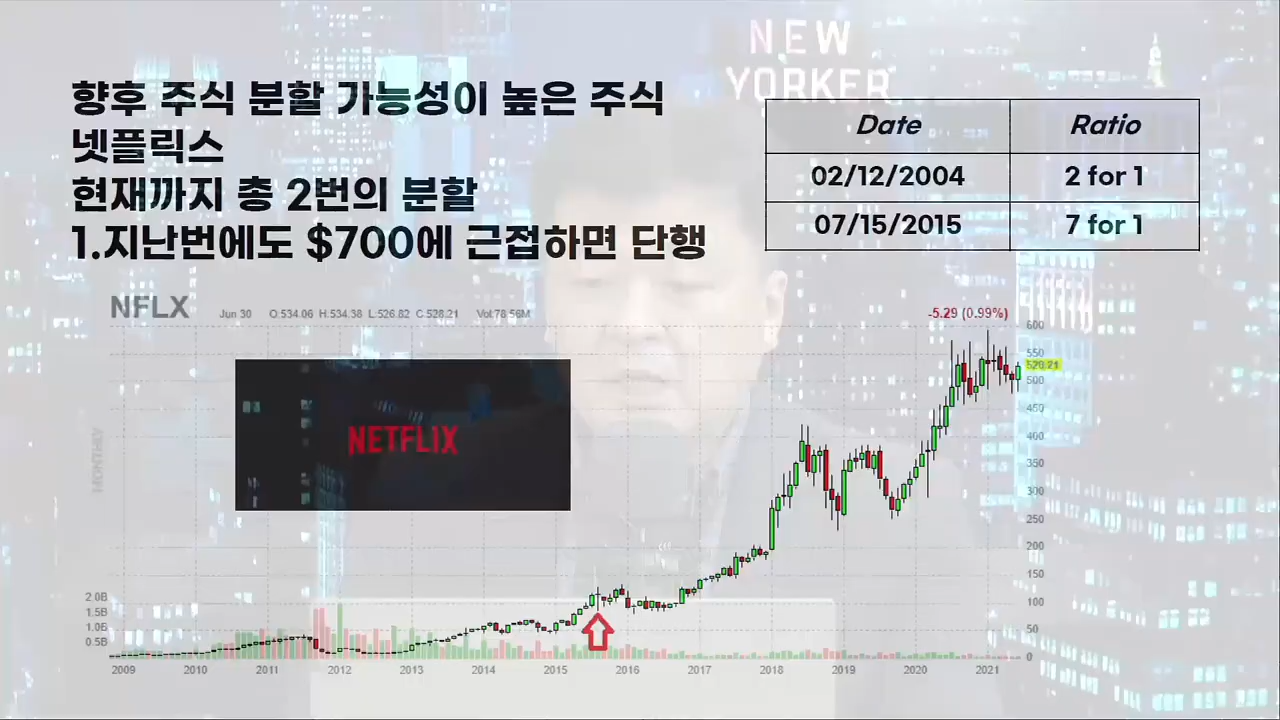 NEW
YORKER
향후 주식 분할 가능성이 높은 주식
넷플릭스
현재까지 총 2번의 분할
1.지난번에도 $700에 근접하면 단행
Date Ratio
02/12/2004 2 for 1
07/15/2015 7 for 1
NFLX Jun 30 O:534.06 H:534.38 L:526.82 C:528.21 Vol:78.56M -5.29 (0.99%)
600
550
528.21
500
450
400
350
300
250
200
150
100
50
0
MONTHLY
NETFLIX
2.0B
1.5B
1.0B
0.5B
2009 2010 2011 2012 2013 2014 2015 2016 2017 2018 2019 2020 2021